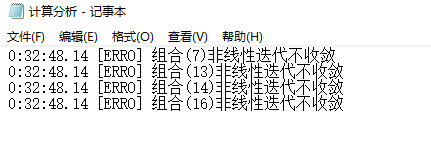 计算分析 - 记事本
文件(F) 编辑(E) 格式(O) 查看(V) 帮助(H)
0:32:48.14 [ERRO] 组合(7)非线性迭代不收敛
0:32:48.14 [ERRO] 组合(13)非线性迭代不收敛
0:32:48.14 [ERRO] 组合(14)非线性迭代不收敛
0:32:48.14 [ERRO] 组合(16)非线性迭代不收敛